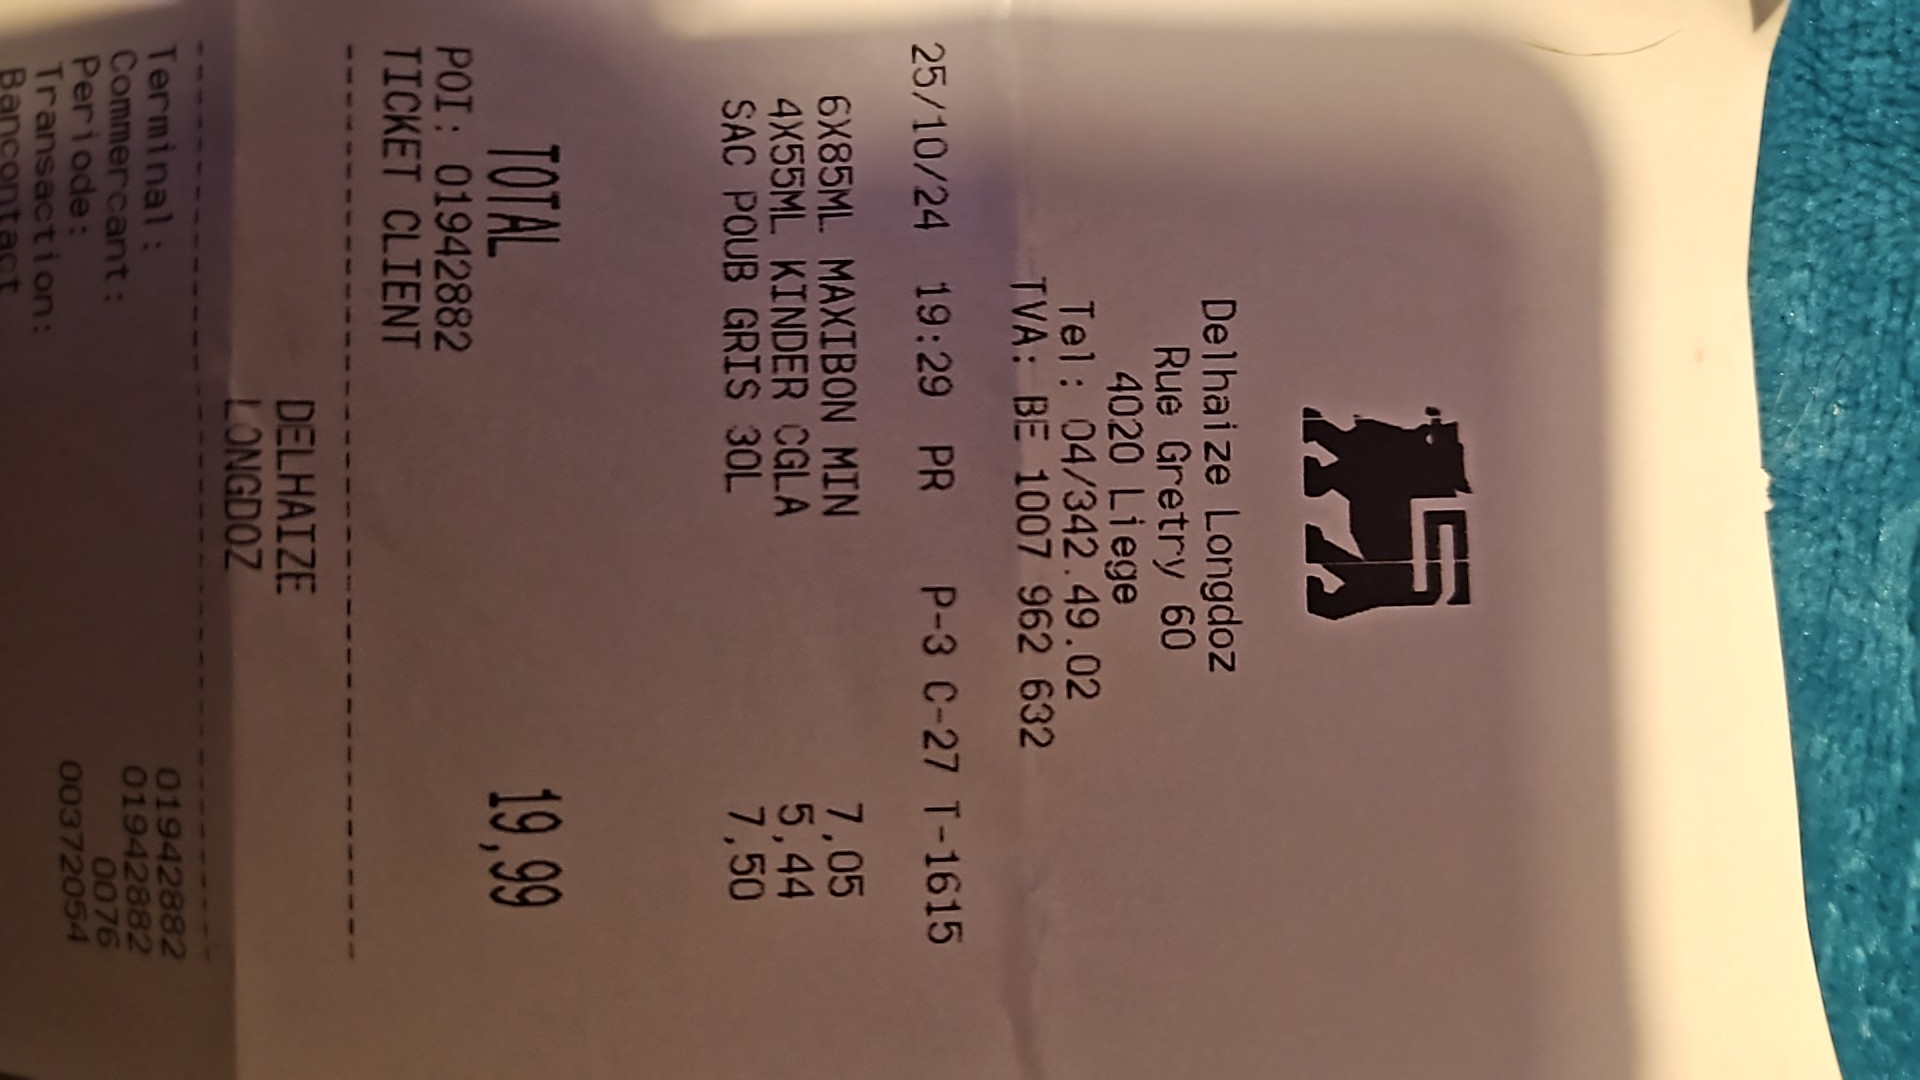 Delhaize Longdoz
Rue Gretry 60
4020 Liege
Tel: 04/342.49.02
TVA: BE 1007 962 632
25/10/24 19:29 PR P-3 C-27 T-1615
6X85ML MAXIBON MIN 7,05
4X55ML KINDER CGLA 5,44
SAC POUB GRIS 30L 7,50
TOTAL 19,99
POI: 01942882
TICKET CLIENT
--------------------------------
DELHAIZE
LONGDOZ
--------------------------------
Terminal: 01942882
Commercant: 01942882
Periode: 0076
Transaction: 00372054
Bancontact